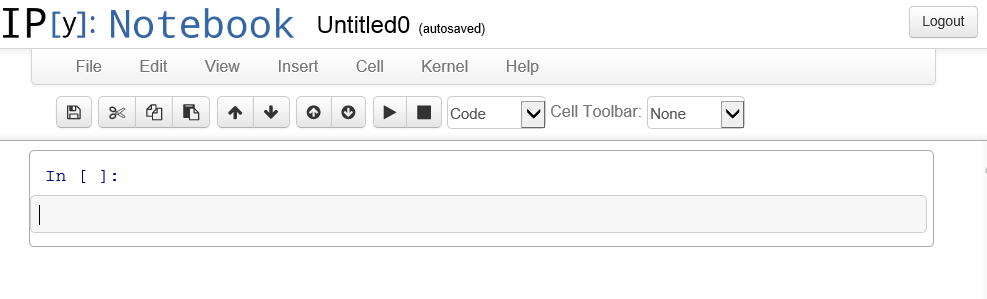 IP[y]: Notebook Untitled0 (autosaved) Logout
File Edit View Insert Cell Kernel Help
Code Cell Toolbar: None
In [ ]: